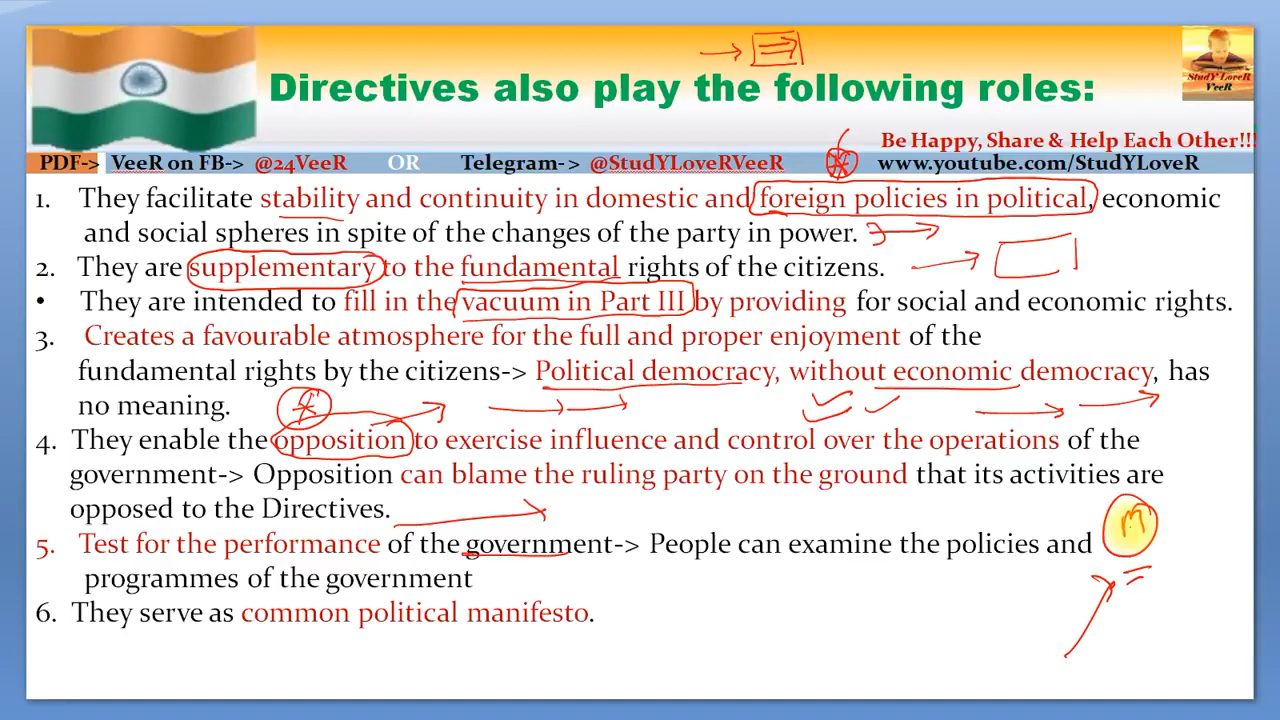 Directives also play the following roles:
StudY LoveR
VeeR
Be Happy, Share & Help Each Other!!!
PDF-> VeeR on FB-> @24VeeR OR Telegram-> @StudYLoveRVeeR www.youtube.com/StudYLoveR
1. They facilitate stability and continuity in domestic and foreign policies in political, economic
and social spheres in spite of the changes of the party in power.
2. They are supplementary to the fundamental rights of the citizens.
• They are intended to fill in the vacuum in Part III by providing for social and economic rights.
3. Creates a favourable atmosphere for the full and proper enjoyment of the
fundamental rights by the citizens-> Political democracy, without economic democracy, has
no meaning.
4. They enable the opposition to exercise influence and control over the operations of the
government-> Opposition can blame the ruling party on the ground that its activities are
opposed to the Directives.
m
5. Test for the performance of the government-> People can examine the policies and
programmes of the government
6. They serve as common political manifesto.